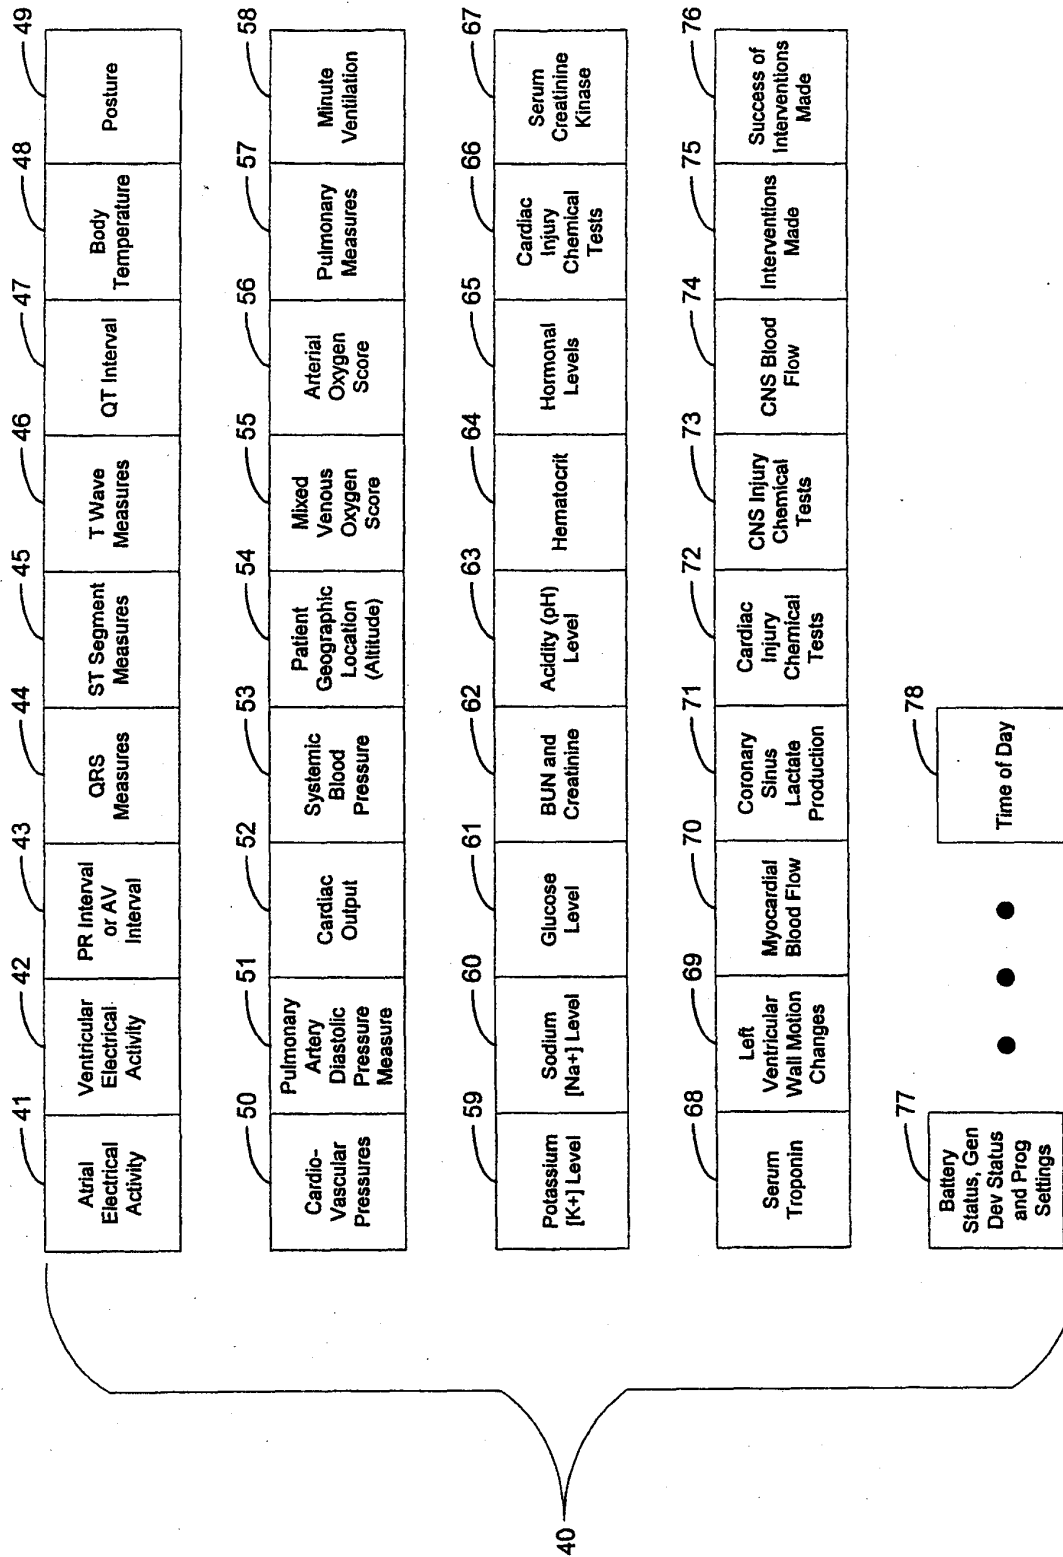 41
Atrial
Electrical
Activity
42
Ventricular
Electrical
Activity
43
PR Interval
or AV
Interval
44
QRS
Measures
45
ST Segment
Measures
46
T Wave
Measures
47
QT Interval
48
Body
Temperature
49
Posture
50
Cardio-
Vascular
Pressures
51
Pulmonary
Artery
Diastolic
Pressure
Measure
52
Cardiac
Output
53
Systemic
Blood
Pressure
54
Patient
Geographic
Location
(Altitude)
55
Mixed
Venous
Oxygen
Score
56
Arterial
Oxygen
Score
57
Pulmonary
Measures
58
Minute
Ventilation
59
Potassium
[K+] Level
60
Sodium
[Na+] Level
61
Glucose
Level
62
BUN and
Creatinine
63
Acidity (pH)
Level
64
Hematocrit
65
Hormonal
Levels
66
Cardiac
Injury
Chemical
Tests
67
Serum
Creatinine
Kinase
68
Serum
Troponin
69
Left
Ventricular
Wall Motion
Changes
70
Myocardial
Blood Flow
71
Coronary
Sinus
Lactate
Production
72
Cardiac
Injury
Chemical
Tests
73
CNS Injury
Chemical
Tests
74
CNS Blood
Flow
75
Interventions
Made
76
Success of
Interventions
Made
77
Battery
Status, Gen
Dev Status
and Prog
Settings
78
Time of Day
40